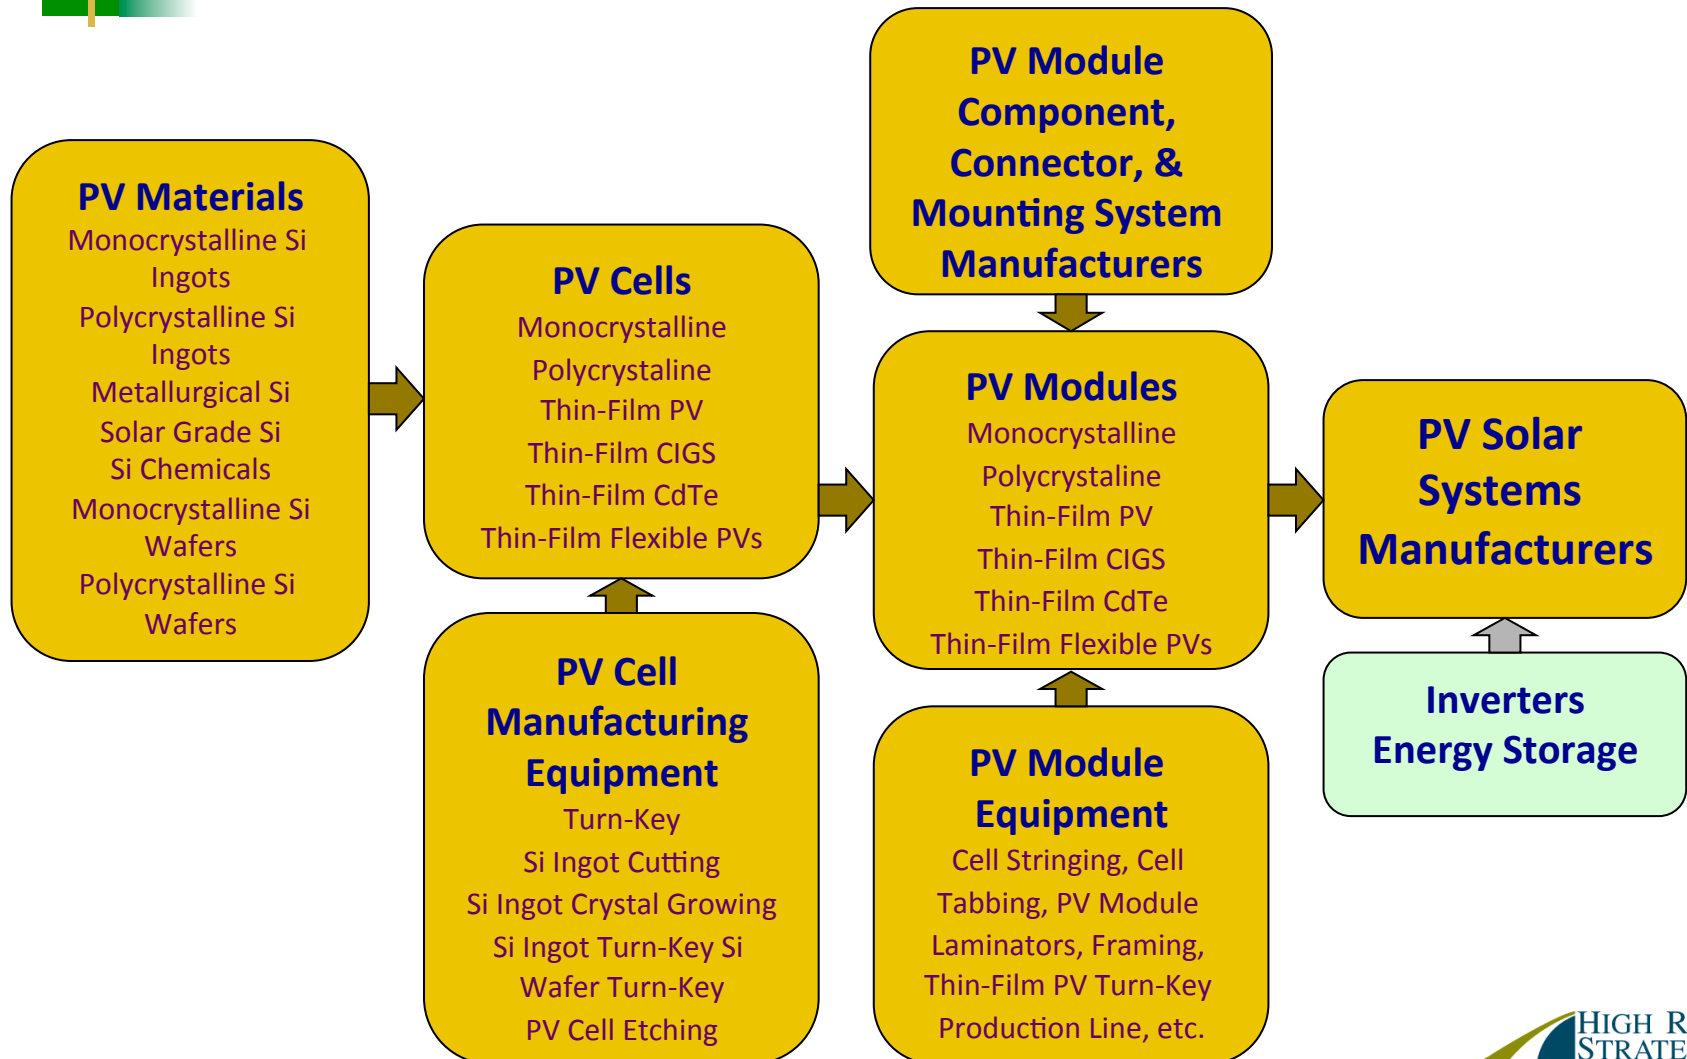 PV Materials
Monocrystalline Si
Ingots
Polycrystalline Si
Ingots
Metallurgical Si
Solar Grade Si
Si Chemicals
Monocrystalline Si
Wafers
Polycrystalline Si
Wafers
PV Cells
Monocrystalline
Polycrystaline
Thin-Film PV
Thin-Film CIGS
Thin-Film CdTe
Thin-Film Flexible PVs
PV Cell
Manufacturing
Equipment
Turn-Key
Si Ingot Cutting
Si Ingot Crystal Growing
Si Ingot Turn-Key Si
Wafer Turn-Key
PV Cell Etching
PV Module
Component,
Connector, &
Mounting System
Manufacturers
PV Modules
Monocrystalline
Polycrystaline
Thin-Film PV
Thin-Film CIGS
Thin-Film CdTe
Thin-Film Flexible PVs
PV Module
Equipment
Cell Stringing, Cell
Tabbing, PV Module
Laminators, Framing,
Thin-Film PV Turn-Key
Production Line, etc.
PV Solar
Systems
Manufacturers
Inverters
Energy Storage
HIGH R
STRATE